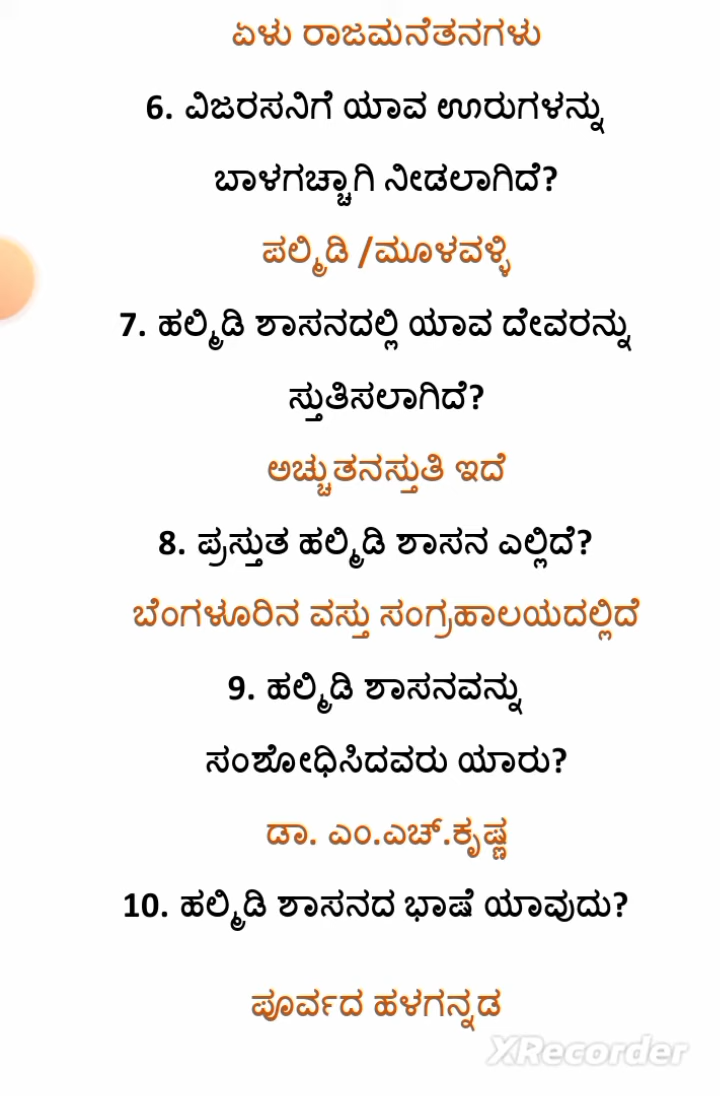 ಏಳು ರಾಜಮನೆತನಗಳು
6. ವಿಜರಸನಿಗೆ ಯಾವ ಊರುಗಳನ್ನು
ಬಾಳಗಚ್ಚಾಗಿ ನೀಡಲಾಗಿದೆ?
ಪಲ್ಮಿಡಿ /ಮೂಳವಳ್ಳಿ
7. ಹಲ್ಮಿಡಿ ಶಾಸನದಲ್ಲಿ ಯಾವ ದೇವರನ್ನು
ಸ್ತುತಿಸಲಾಗಿದೆ?
ಅಚ್ಚುತನಸ್ತುತಿ ಇದೆ
8. ಪ್ರಸ್ತುತ ಹಲ್ಮಿಡಿ ಶಾಸನ ಎಲ್ಲಿದೆ?
ಬೆಂಗಳೂರಿನ ವಸ್ತು ಸಂಗ್ರಹಾಲಯದಲ್ಲಿದೆ
9. ಹಲ್ಮಿಡಿ ಶಾಸನವನ್ನು
ಸಂಶೋಧಿಸಿದವರು ಯಾರು?
ಡಾ. ಎಂ.ಎಚ್.ಕೃಷ್ಣ
10. ಹಲ್ಮಿಡಿ ಶಾಸನದ ಭಾಷೆ ಯಾವುದು?
ಪೂರ್ವದ ಹಳಗನ್ನಡ
XRecorder